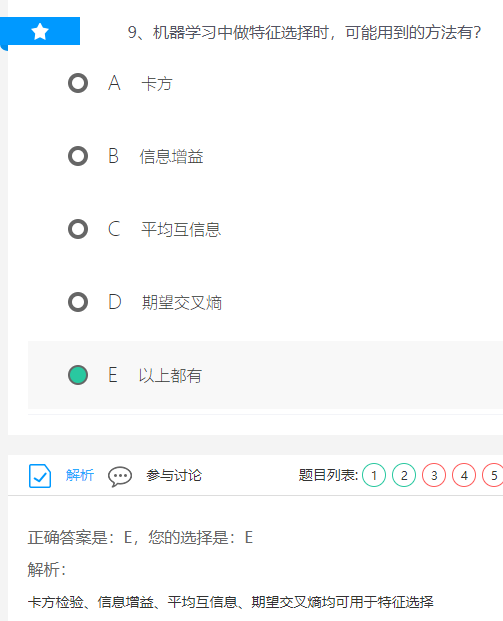 9、机器学习中做特征选择时，可能用到的方法有?
A 卡方
B 信息增益
C 平均互信息
D 期望交叉熵
E 以上都有
解析 参与讨论 题目列表: 1 2 3 4 5
正确答案是：E，您的选择是：E
解析：
卡方检验、信息增益、平均互信息、期望交叉熵均可用于特征选择